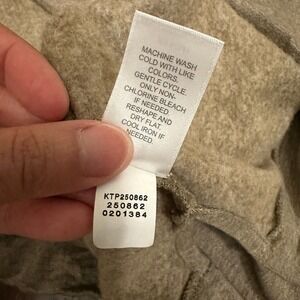 MACHINE WASH
COLD WITH LIKE
COLORS.
GENTLE CYCLE.
ONLY NON-
CHLORINE BLEACH
IF NEEDED
RESHAPE AND
DRY FLAT.
COOL IRON IF
NEEDED.
KTP250862
250862
0201384